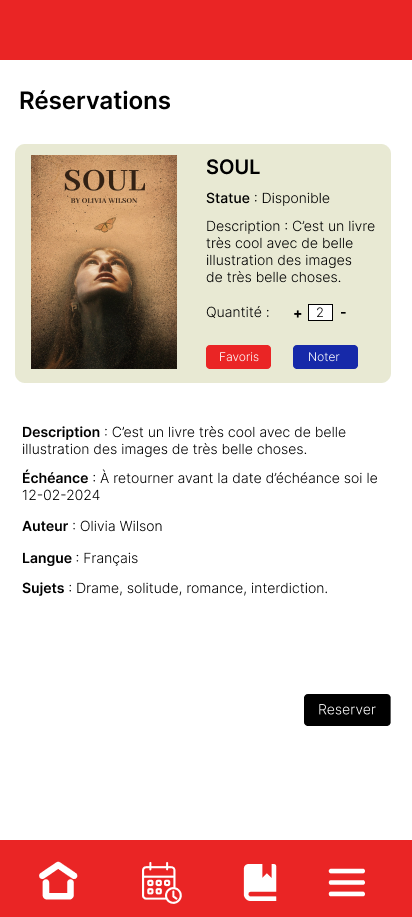 Réservations
SOUL
BY OLIVIA WILSON
SOUL
Statue : Disponible
Description : C’est un livre
très cool avec de belle
illustration des images
de très belle choses.
Quantité : + 2 -
Favoris Noter
Description : C’est un livre très cool avec de belle
illustration des images de très belle choses.
Échéance : À retourner avant la date d’échéance soi le
12-02-2024
Auteur : Olivia Wilson
Langue : Français
Sujets : Drame, solitude, romance, interdiction.
Reserver